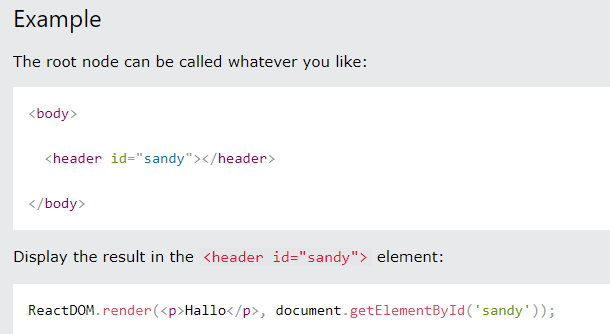 Example
The root node can be called whatever you like:
<body>
<header id="sandy"></header>
</body>
Display the result in the <header id="sandy"> element:
ReactDOM.render(<p>Hallo</p>, document.getElementById('sandy'));